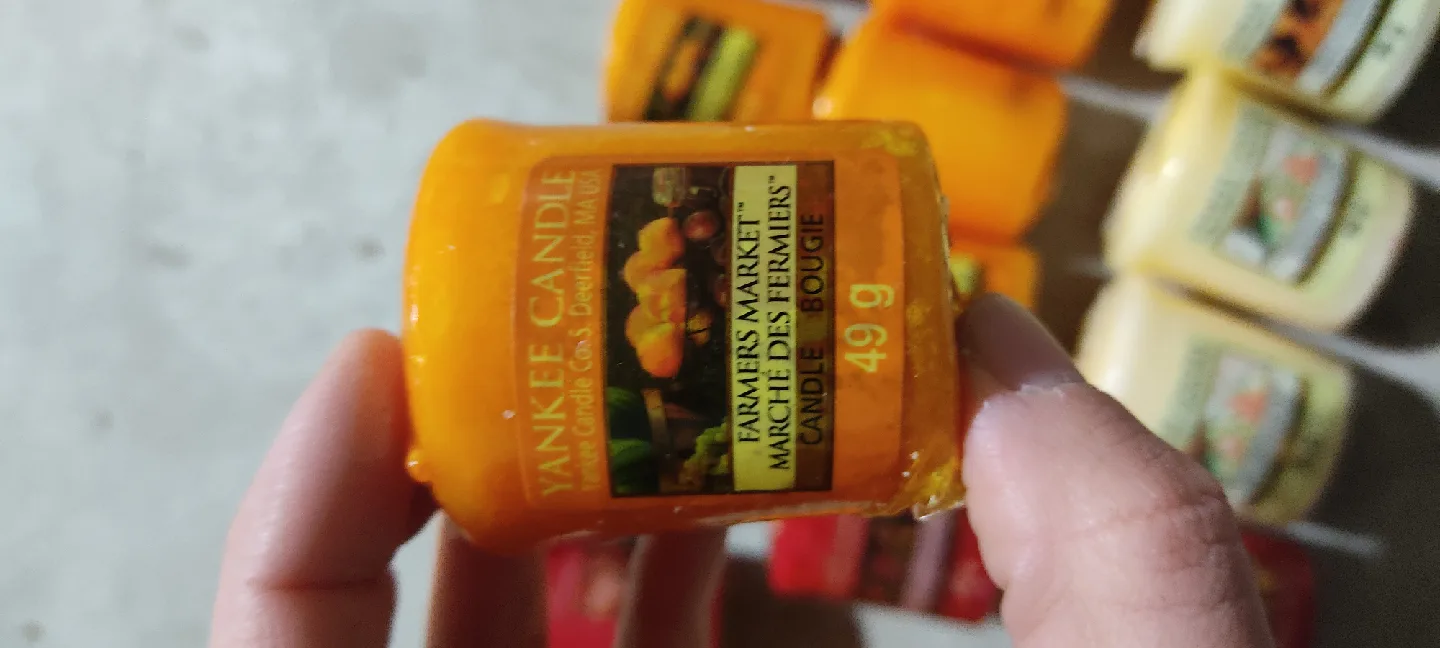 YANKEE CANDLE
Yankee Candle Co. S. Deerfield, MA USA
FARMERS MARKET™
MARCHÉ DES FERMIERS™
CANDLE BOUGIE
49 g